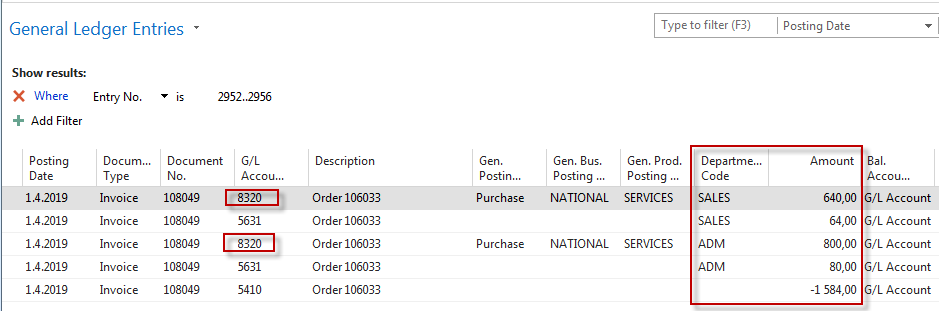 General Ledger Entries
Type to filter (F3) Posting Date
Show results:
Where Entry No. is 2952..2956
Add Filter
Posting Docum... Document G/L Description Gen. Gen. Bus. Gen. Prod. Departme... Amount Bal.
Date Type No. Accou... Postin... Posting ... Posting ... Code Accou...
1.4.2019 Invoice 108049 8320 Order 106033 Purchase NATIONAL SERVICES SALES 640,00 G/L Account
1.4.2019 Invoice 108049 5631 Order 106033 SALES 64,00 G/L Account
1.4.2019 Invoice 108049 8320 Order 106033 Purchase NATIONAL SERVICES ADM 800,00 G/L Account
1.4.2019 Invoice 108049 5631 Order 106033 ADM 80,00 G/L Account
1.4.2019 Invoice 108049 5410 Order 106033 -1 584,00 G/L Account